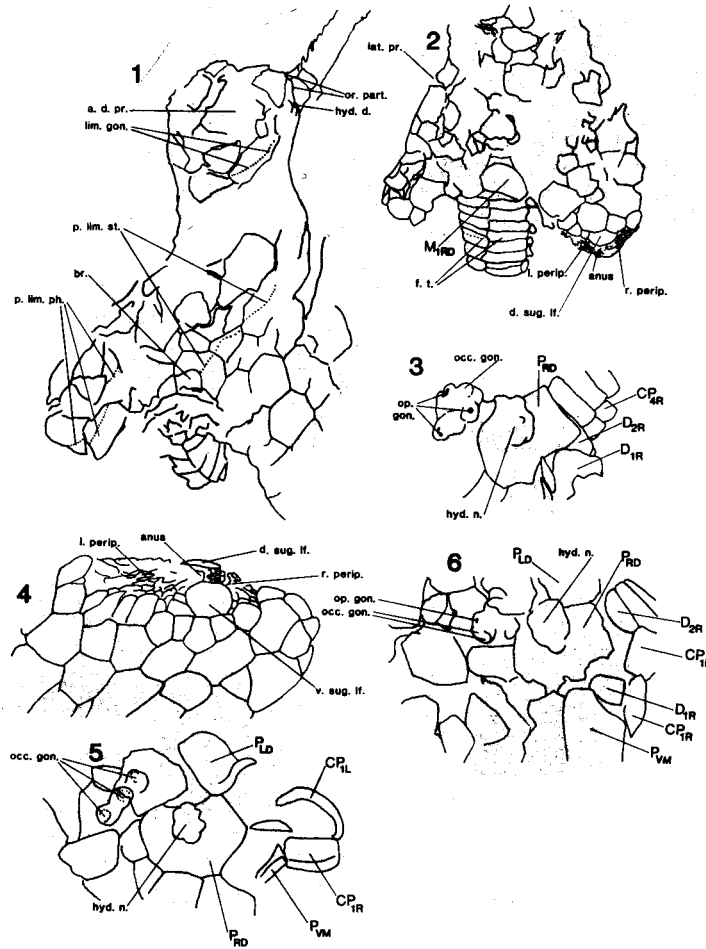 1
a. d. pr.
lim. gon.
or. part.
hyd. d.
p. lim. st.
br.
p. lim. ph.
2
lat. pr.
M1RD
f. t.
l. perip.
anus
r. perip.
d. sug. lf.
3
occ. gon.
PRD
CP4R
op. gon.
D2R
D1R
hyd. n.
4
l. perip.
anus
d. sug. lf.
r. perip.
v. sug. lf.
5
occ. gon.
PLD
CP1L
hyd. n.
PRD
PVM
CP1R
6
PLD
hyd. n.
PRD
op. gon.
occ. gon.
D2R
D1R
CP1R
PVM